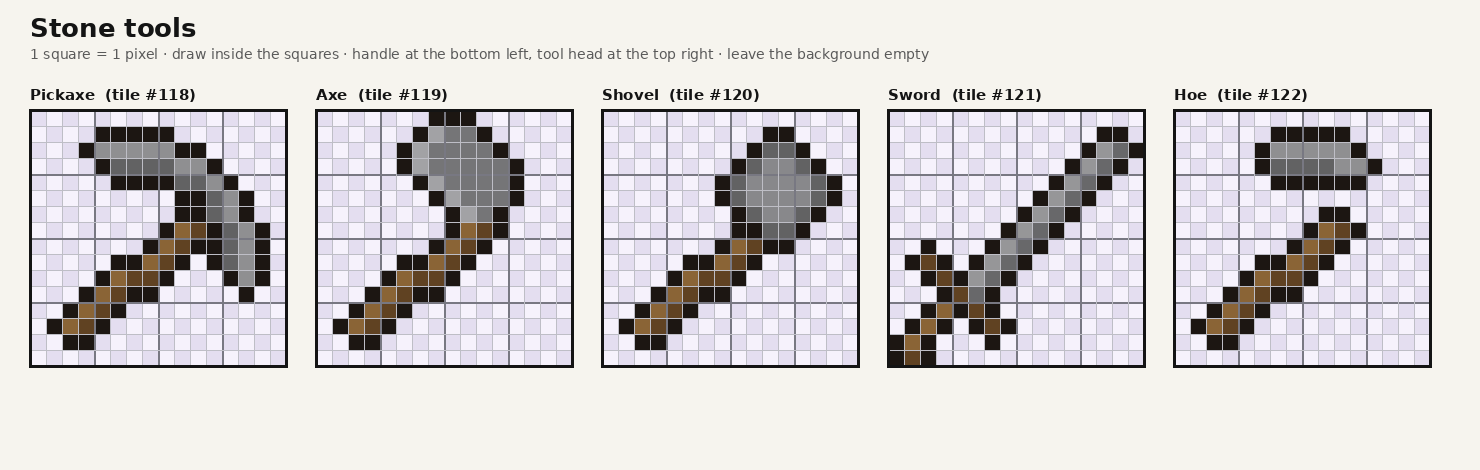 Stone tools
1 square = 1 pixel · draw inside the squares · handle at the bottom left, tool head at the top right · leave the background empty
Pickaxe (tile #118)
Axe (tile #119)
Shovel (tile #120)
Sword (tile #121)
Hoe (tile #122)